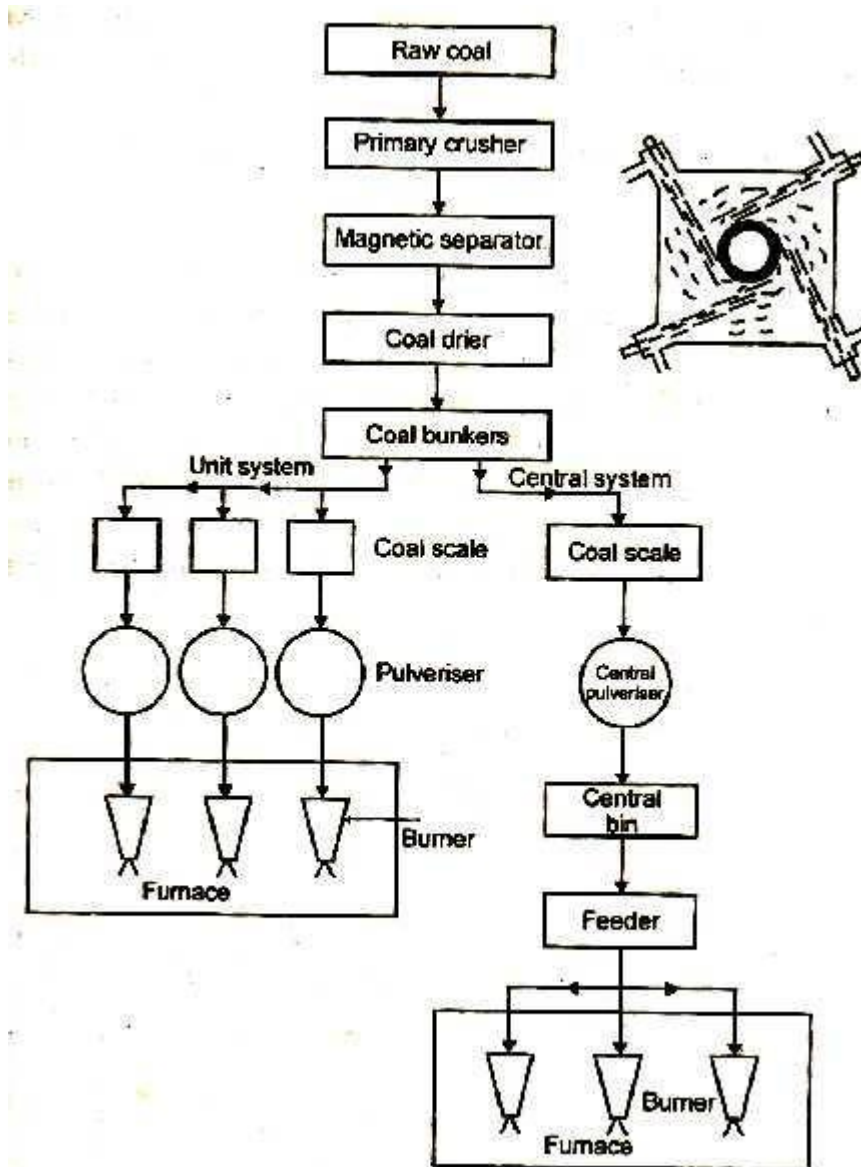 Raw coal
Primary crusher
Magnetic separator
Coal drier
Coal bunkers
Unit system
Central system
Coal scale
Coal scale
Pulveriser
Central
pulveriser
Burner
Furnace
Central
bin
Feeder
Burner
Furnace